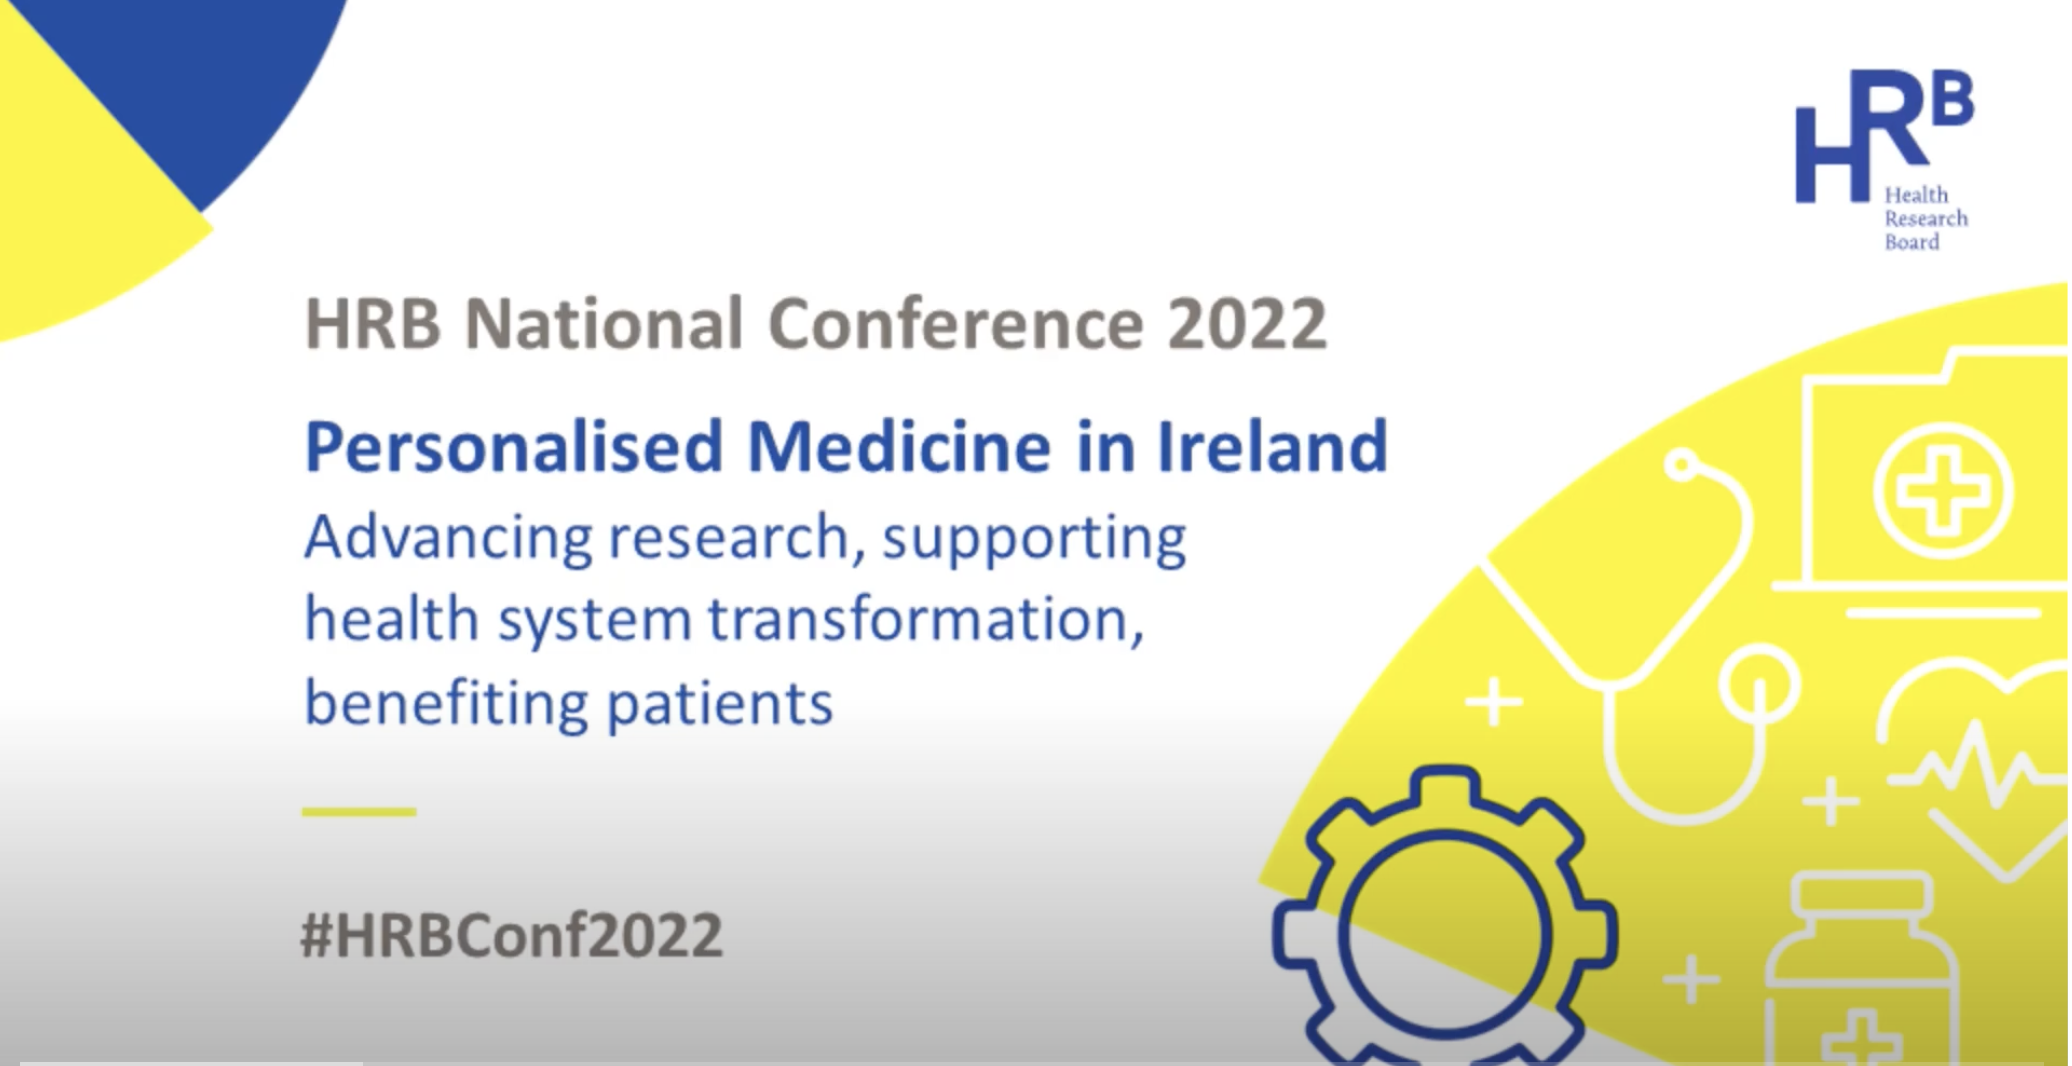 HRB
Health
Research
Board
HRB National Conference 2022
Personalised Medicine in Ireland
Advancing research, supporting
health system transformation,
benefiting patients
#HRBConf2022